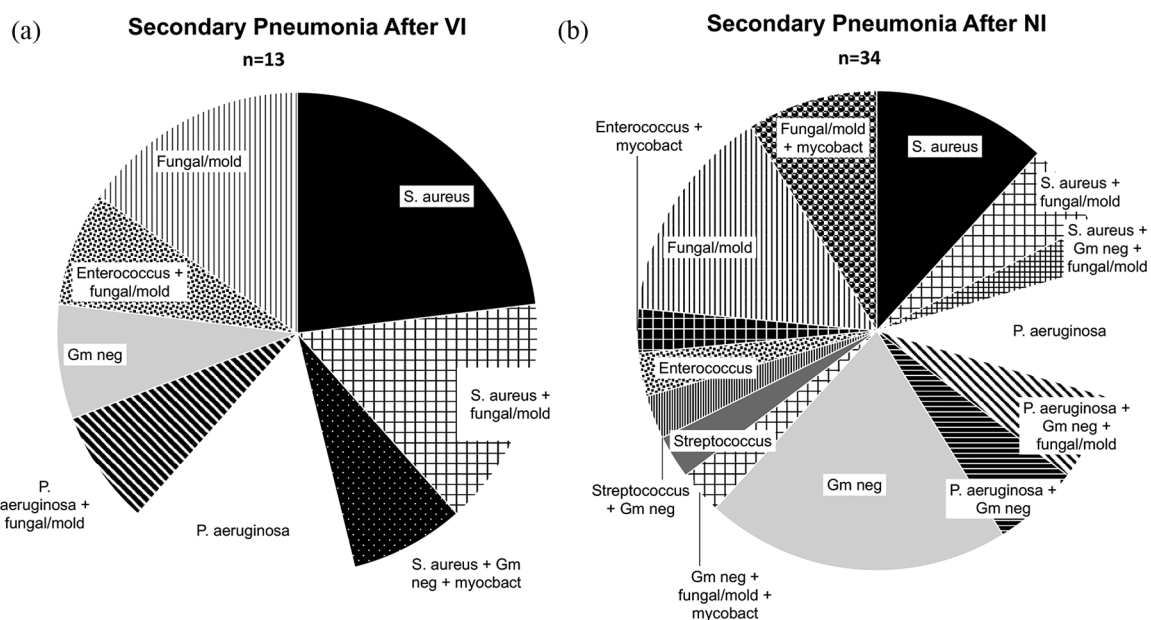 (a)
Secondary Pneumonia After VI
n=13
Fungal/mold
S. aureus
Enterococcus +
fungal/mold
Gm neg
S. aureus +
fungal/mold
P.
aeruginosa +
fungal/mold
P. aeruginosa
S. aureus + Gm
neg + myocbact
(b)
Secondary Pneumonia After NI
n=34
Enterococcus +
mycobact
Fungal/mold
+ mycobact
S. aureus
S. aureus +
fungal/mold
S. aureus +
Gm neg +
fungal/mold
Fungal/mold
P. aeruginosa
Enterococcus
P. aeruginosa +
Gm neg +
fungal/mold
Streptococcus
Gm neg
P. aeruginosa +
Gm neg
Streptococcus
+ Gm neg
Gm neg +
fungal/mold +
mycobact